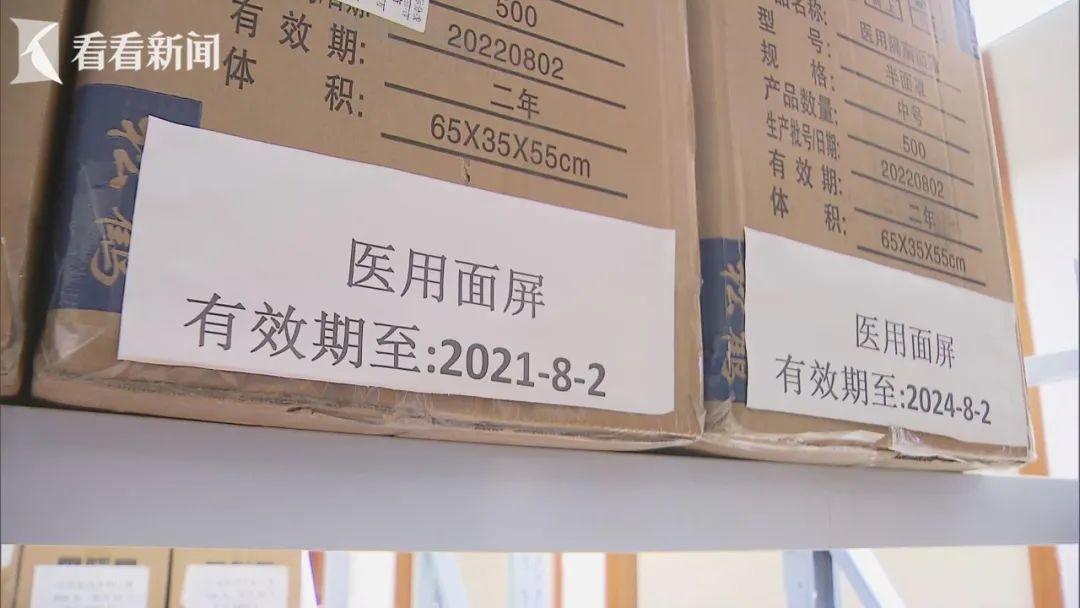 看看新闻
500
有效期:
20220802
体 积:
二年
65X35X55cm
医用面屏
有效期至:2021-8-2
品名称:
型 号:
规 格:
半面罩
产品数量:
中号
生产批号/日期:
500
有 效 期:
20220802
体 积:
二年
65X35X55cm
医用面屏
有效期至:2024-8-2